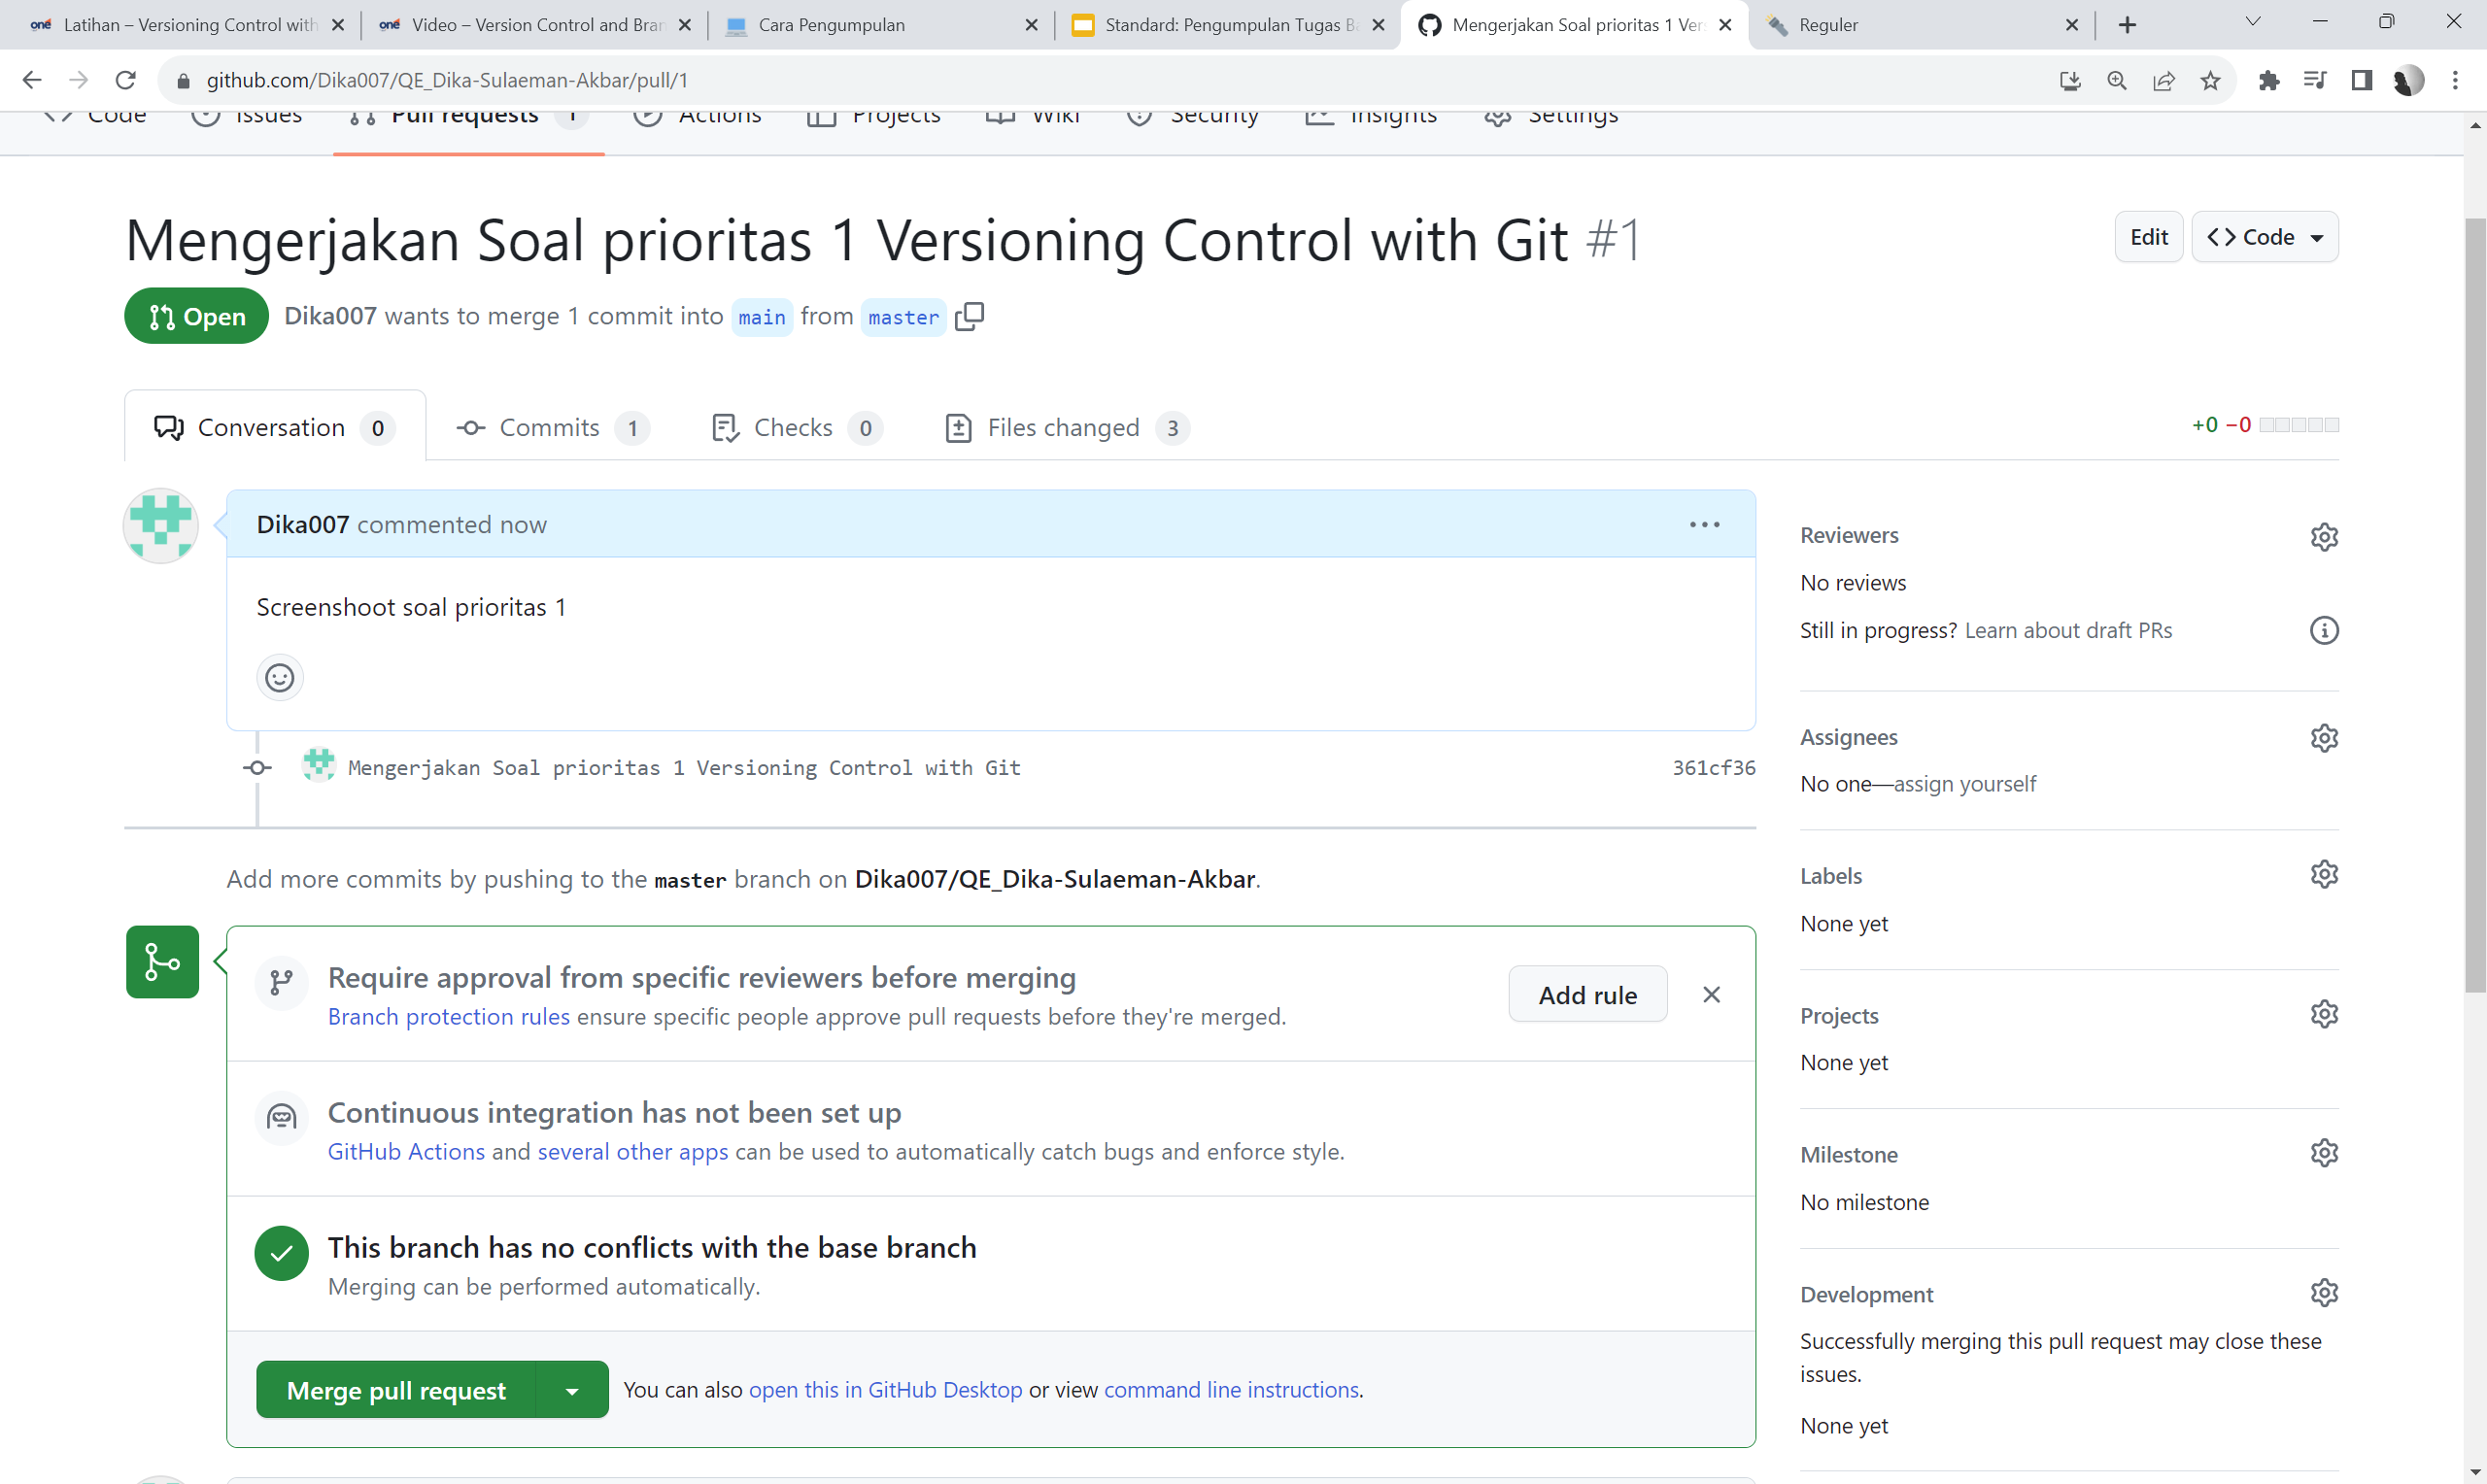 Latihan – Versioning Control with
Video – Version Control and Bran
Cara Pengumpulan
Standard: Pengumpulan Tugas Ba
Mengerjakan Soal prioritas 1 Ver
Reguler
github.com/Dika007/QE_Dika-Sulaeman-Akbar/pull/1
Code Issues Pull requests 1 Actions Projects Wiki Security Insights Settings
Mengerjakan Soal prioritas 1 Versioning Control with Git #1
Edit
Code
Open
Dika007 wants to merge 1 commit into main from master
Conversation 0
Commits 1
Checks 0
Files changed 3
+0 −0
Dika007 commented now
Screenshoot soal prioritas 1
Mengerjakan Soal prioritas 1 Versioning Control with Git 361cf36
Add more commits by pushing to the master branch on Dika007/QE_Dika-Sulaeman-Akbar.
Require approval from specific reviewers before merging
Branch protection rules ensure specific people approve pull requests before they're merged.
Add rule
Continuous integration has not been set up
GitHub Actions and several other apps can be used to automatically catch bugs and enforce style.
This branch has no conflicts with the base branch
Merging can be performed automatically.
Merge pull request
You can also open this in GitHub Desktop or view command line instructions.
Reviewers
No reviews
Still in progress? Learn about draft PRs
Assignees
No one—assign yourself
Labels
None yet
Projects
None yet
Milestone
No milestone
Development
Successfully merging this pull request may close these
issues.
None yet